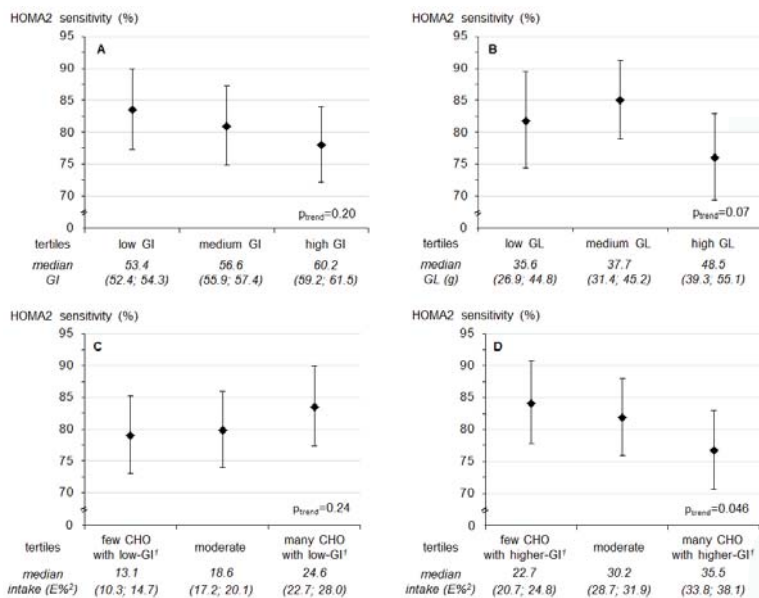 HOMA2 sensitivity (%)
95
A
90
85
80
75
70
0
ptrend=0.20
tertiles low GI medium GI high GI
median 53.4 56.6 60.2
GI (52.4; 54.3) (55.9; 57.4) (59.2; 61.5)
HOMA2 sensitivity (%)
95
B
90
85
80
75
70
0
ptrend=0.07
tertiles low GL medium GL high GL
median 35.6 37.7 48.5
GL (g) (26.9; 44.8) (31.4; 45.2) (39.3; 55.1)
HOMA2 sensitivity (%)
95
C
90
85
80
75
70
0
ptrend=0.24
few CHO many CHO
tertiles with low-GI¹ moderate with low-GI¹
median 13.1 18.6 24.6
intake (E%²) (10.3; 14.7) (17.2; 20.1) (22.7; 28.0)
HOMA2 sensitivity (%)
95
D
90
85
80
75
70
0
ptrend=0.046
few CHO many CHO
tertiles with higher-GI¹ moderate with higher-GI¹
median 22.7 30.2 35.5
intake (E%²) (20.7; 24.8) (28.7; 31.9) (33.8; 38.1)